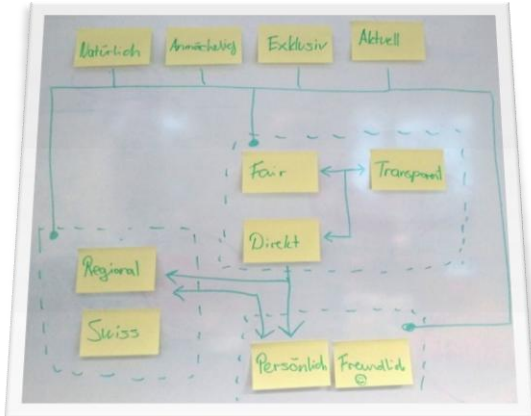 Natürlich
Anmächelig
Exklusiv
Aktuell
Fair
Transparent
Direkt
Regional
Swiss
Persönlich
Freundlich